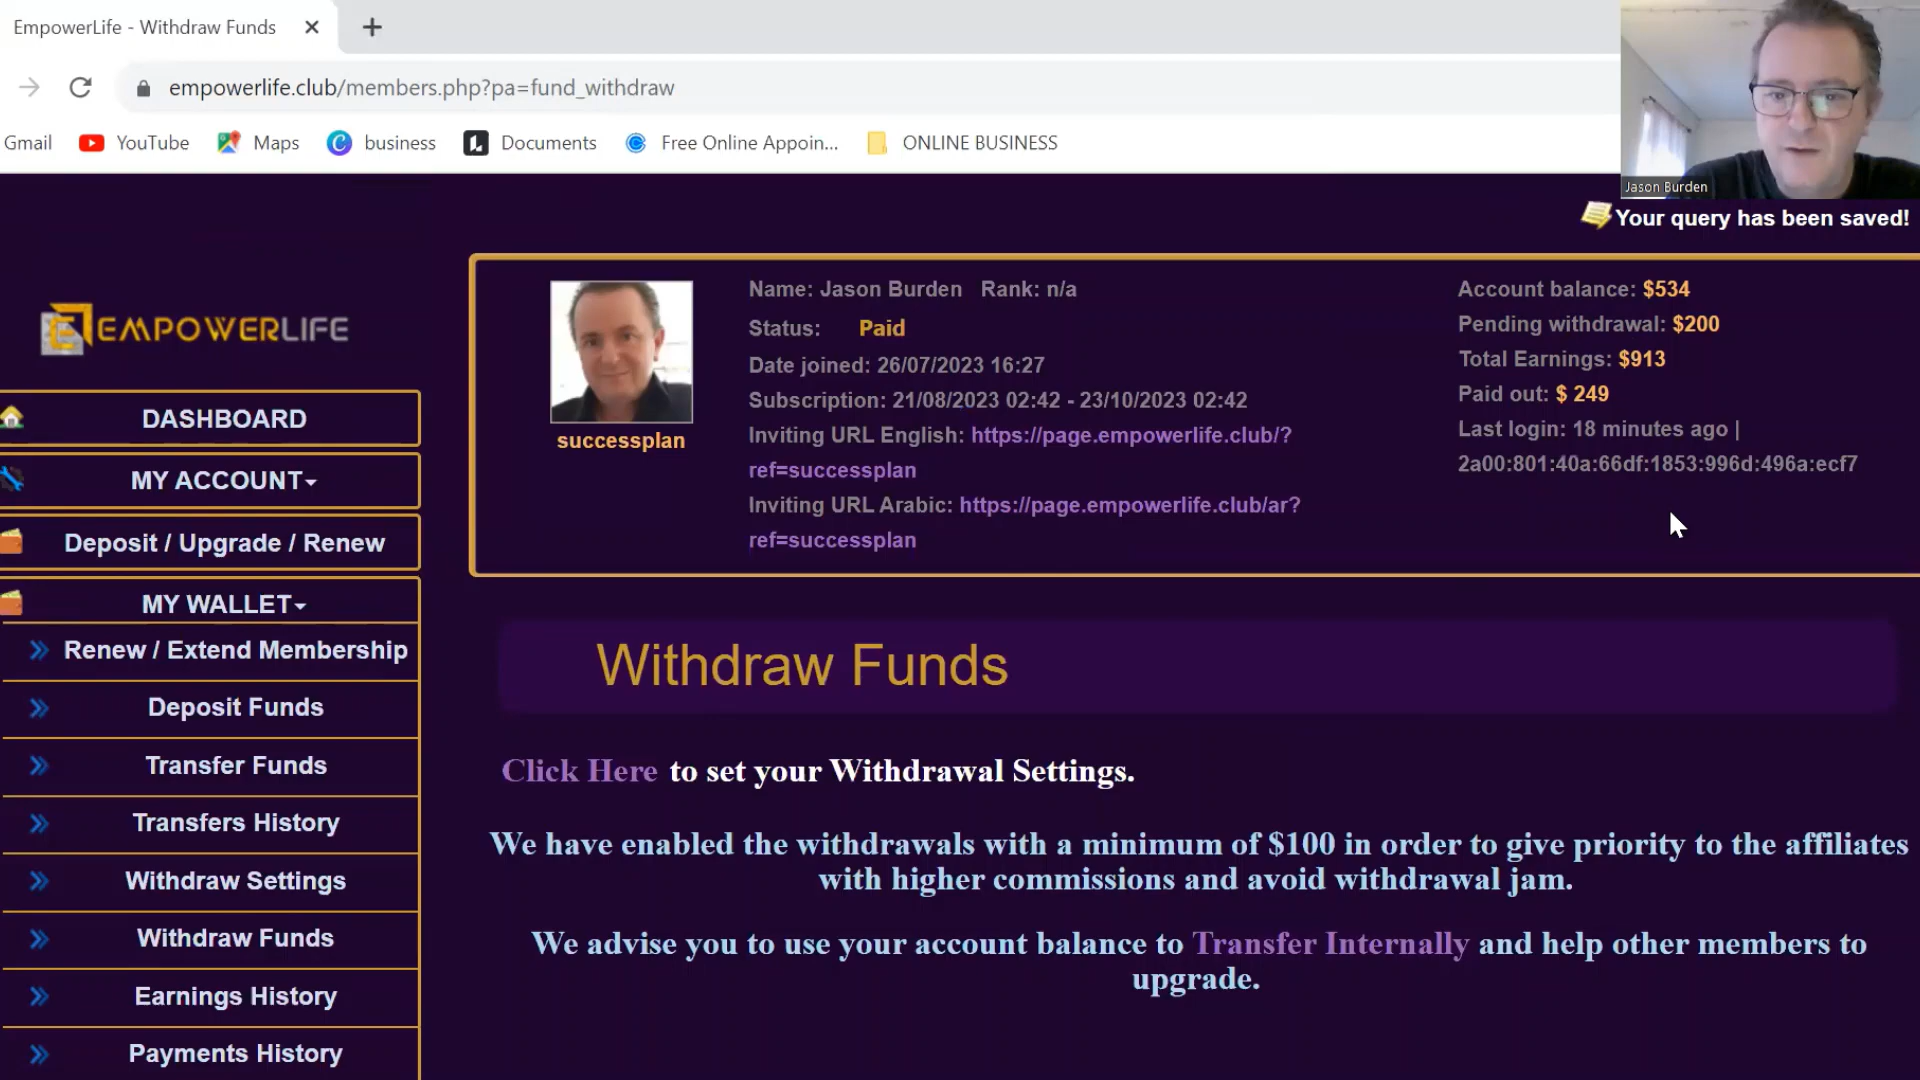 EmpowerLife - Withdraw Funds
empowerlife.club/members.php?pa=fund_withdraw
Gmail YouTube Maps business Documents Free Online Appoin... ONLINE BUSINESS
Jason Burden
Your query has been saved!
EMPOWERLIFE
DASHBOARD
MY ACCOUNT
Deposit / Upgrade / Renew
MY WALLET
Renew / Extend Membership
Deposit Funds
Transfer Funds
Transfers History
Withdraw Settings
Withdraw Funds
Earnings History
Payments History
successplan
Name: Jason Burden Rank: n/a
Status: Paid
Date joined: 26/07/2023 16:27
Subscription: 21/08/2023 02:42 - 23/10/2023 02:42
Inviting URL English: https://page.empowerlife.club/?
ref=successplan
Inviting URL Arabic: https://page.empowerlife.club/ar?
ref=successplan
Account balance: $534
Pending withdrawal: $200
Total Earnings: $913
Paid out: $ 249
Last login: 18 minutes ago |
2a00:801:40a:66df:1853:996d:496a:ecf7
Withdraw Funds
Click Here to set your Withdrawal Settings.
We have enabled the withdrawals with a minimum of $100 in order to give priority to the affiliates
with higher commissions and avoid withdrawal jam.
We advise you to use your account balance to Transfer Internally and help other members to
upgrade.